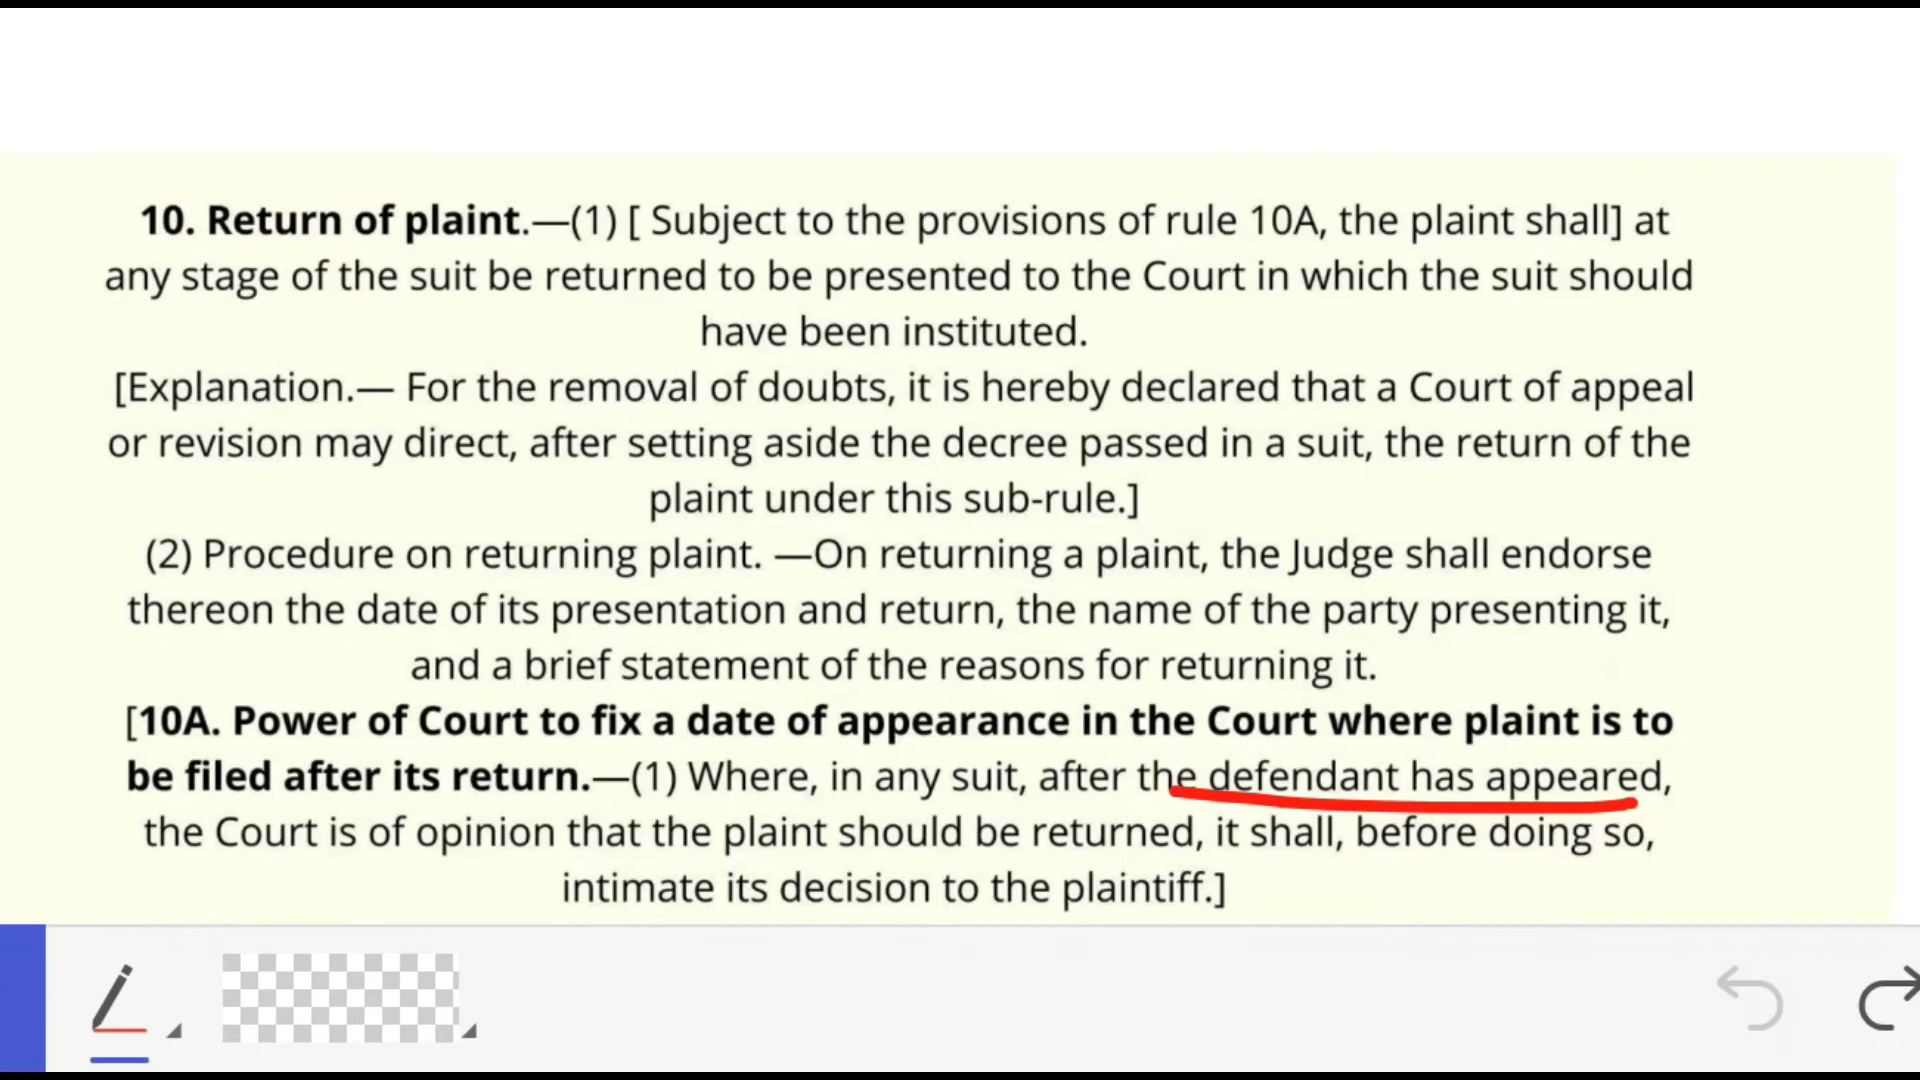 10. Return of plaint.—(1) [ Subject to the provisions of rule 10A, the plaint shall] at
any stage of the suit be returned to be presented to the Court in which the suit should
have been instituted.
[Explanation.— For the removal of doubts, it is hereby declared that a Court of appeal
or revision may direct, after setting aside the decree passed in a suit, the return of the
plaint under this sub-rule.]
(2) Procedure on returning plaint. —On returning a plaint, the Judge shall endorse
thereon the date of its presentation and return, the name of the party presenting it,
and a brief statement of the reasons for returning it.
[10A. Power of Court to fix a date of appearance in the Court where plaint is to
be filed after its return.—(1) Where, in any suit, after the defendant has appeared,
the Court is of opinion that the plaint should be returned, it shall, before doing so,
intimate its decision to the plaintiff.]